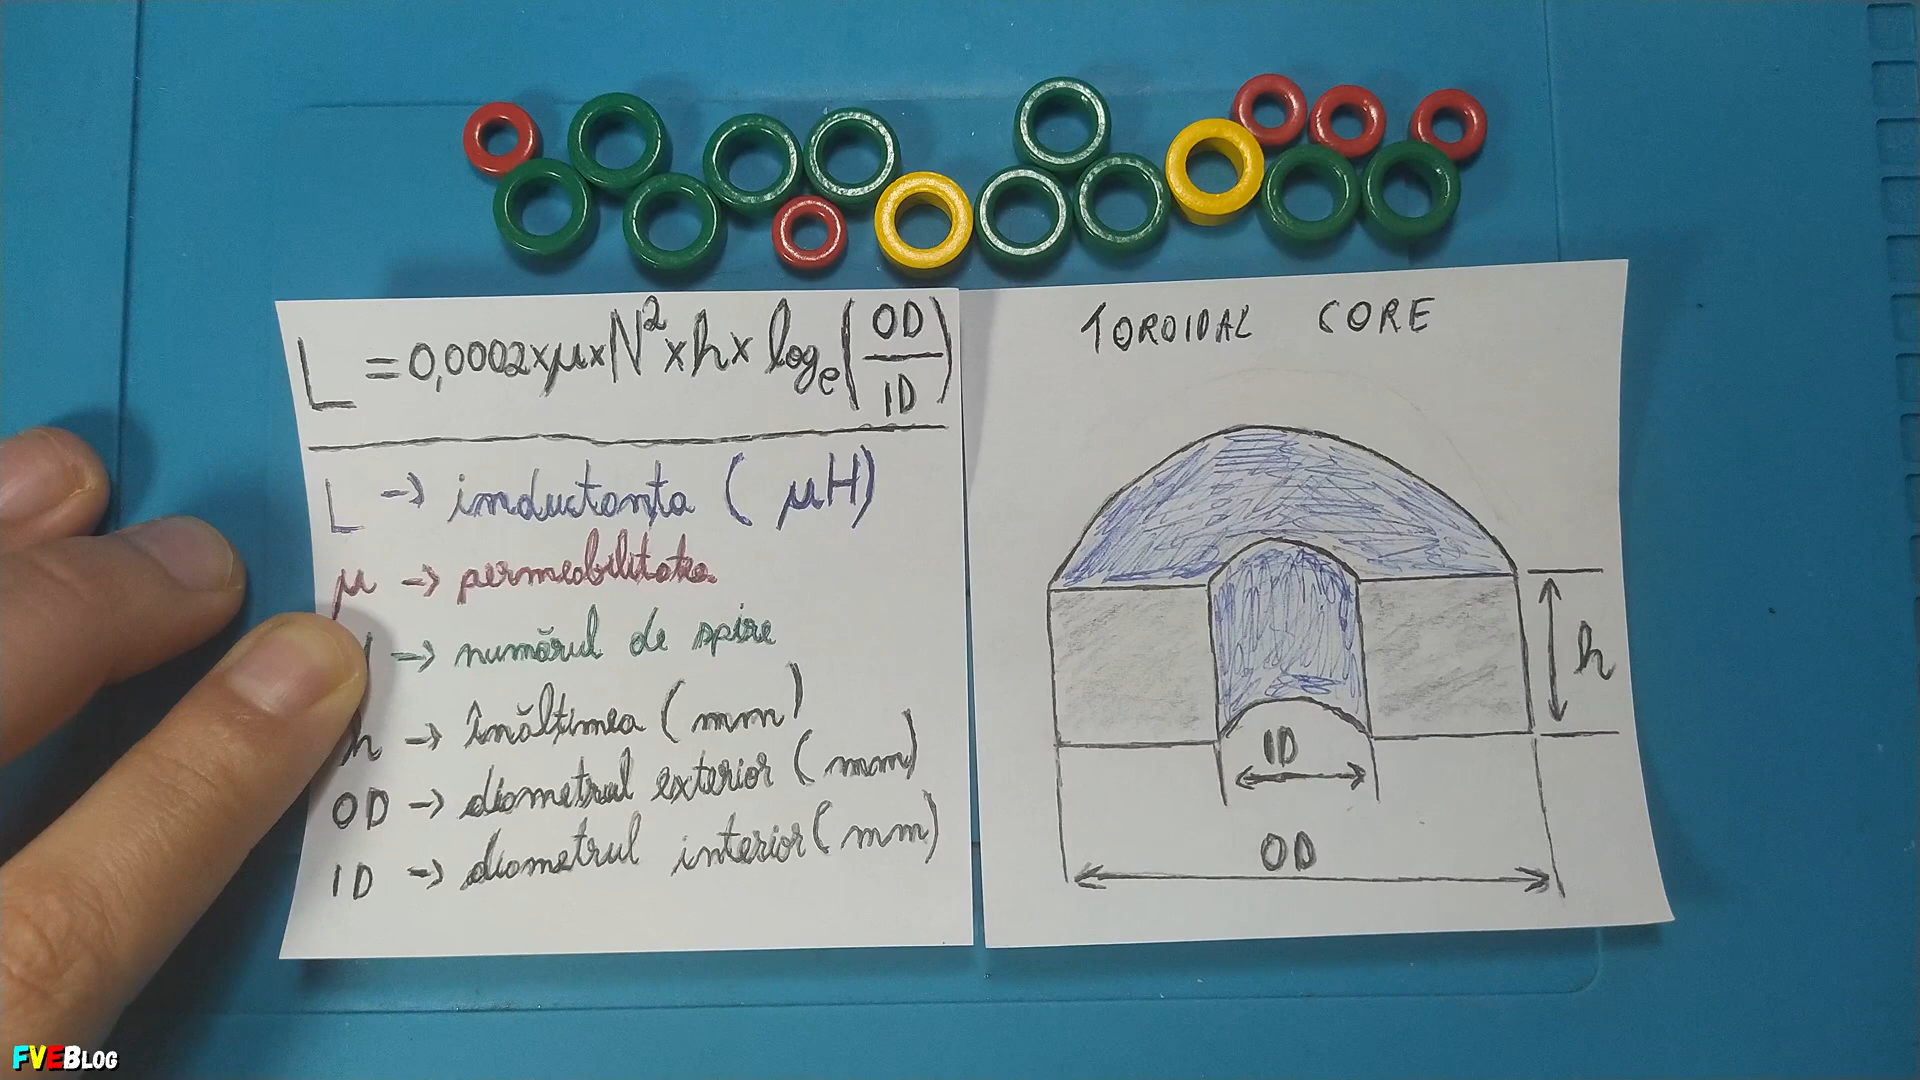 L = 0,0002 x μ x N² x h x logₑ(OD/ID)
L → inductanța ( μH)
μ → permeabilitatea
→ numărul de spire
h → înălțimea (mm)
OD → diametrul exterior (mm)
ID → diametrul interior (mm)
TOROIDAL CORE
h
ID
OD
FVEBLOG